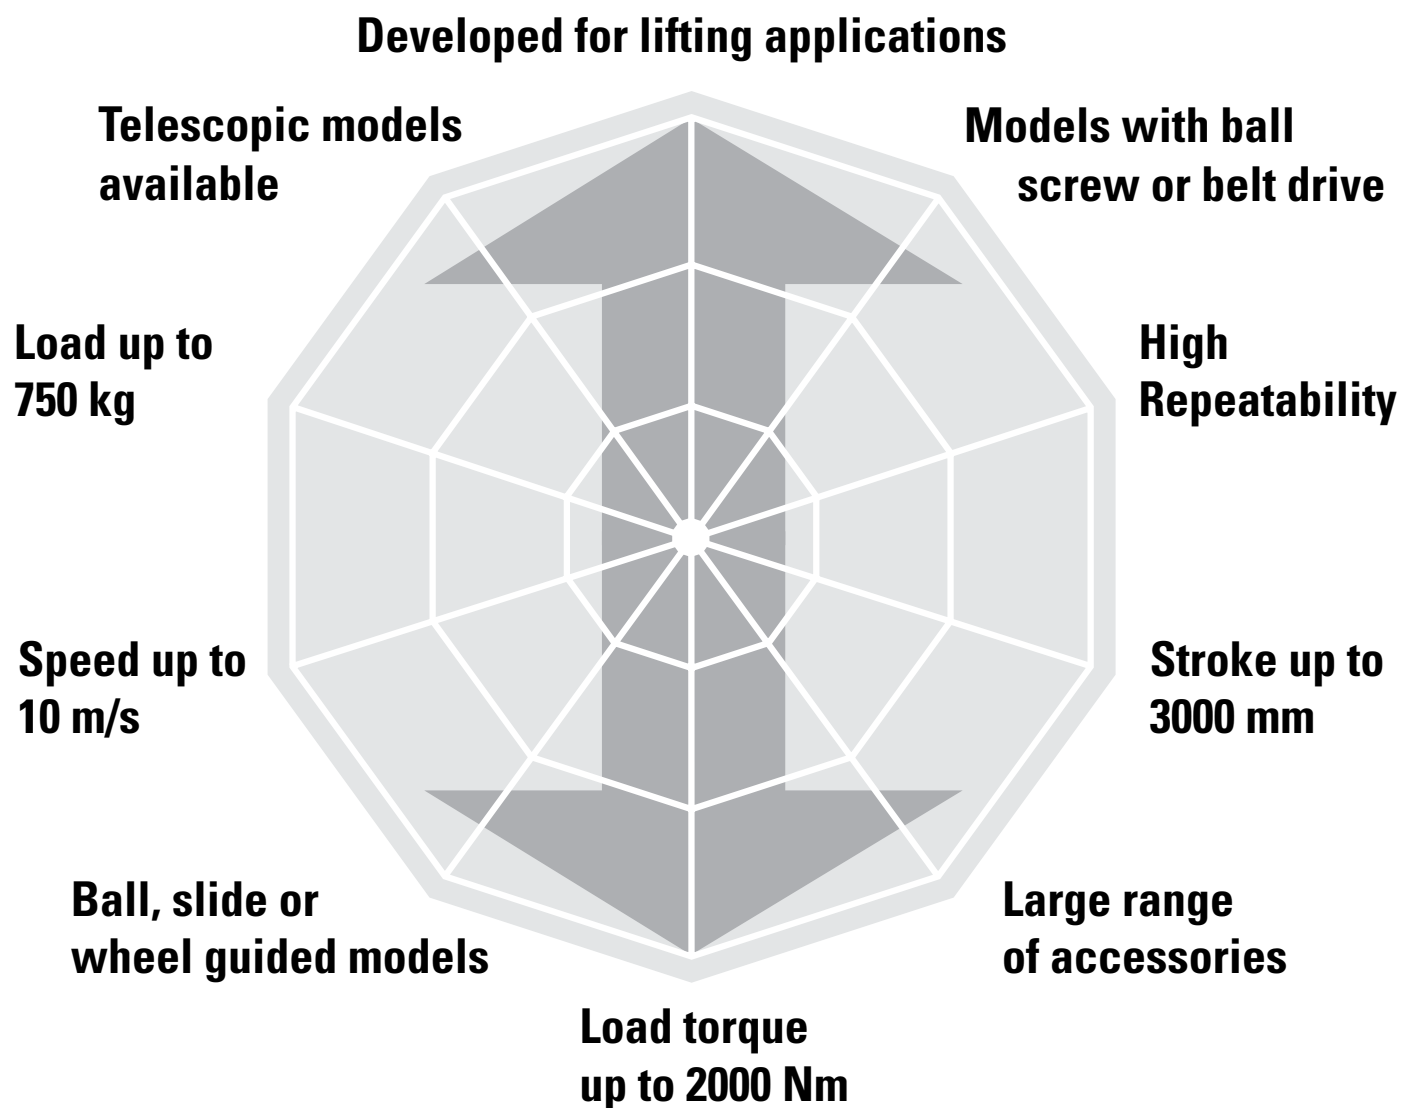 Developed for lifting applications
Telescopic models
available
Models with ball
screw or belt drive
Load up to
750 kg
High
Repeatability
Speed up to
10 m/s
Stroke up to
3000 mm
Ball, slide or
wheel guided models
Large range
of accessories
Load torque
up to 2000 Nm